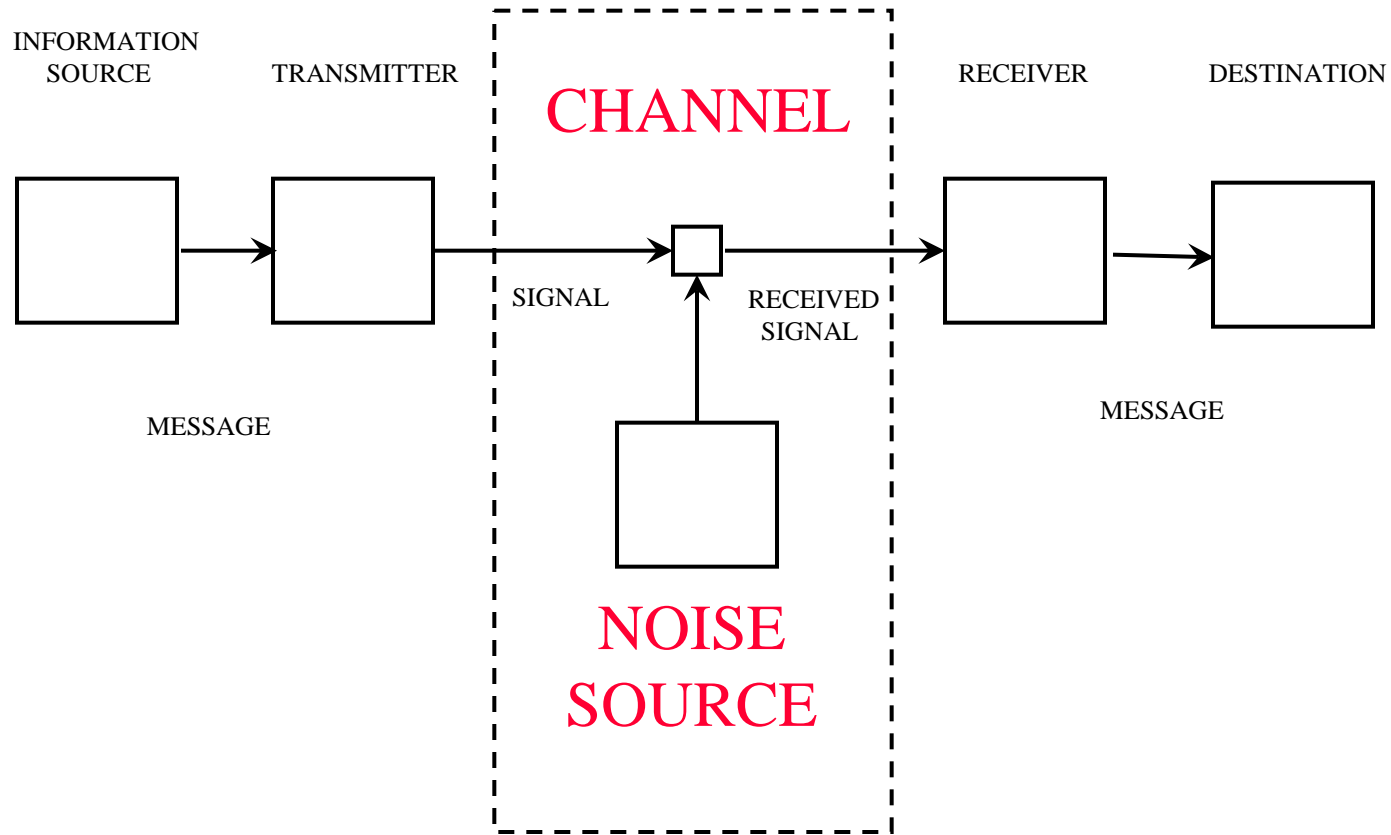 INFORMATION
SOURCE
TRANSMITTER
CHANNEL
RECEIVER
DESTINATION
SIGNAL
RECEIVED
SIGNAL
MESSAGE
MESSAGE
NOISE
SOURCE